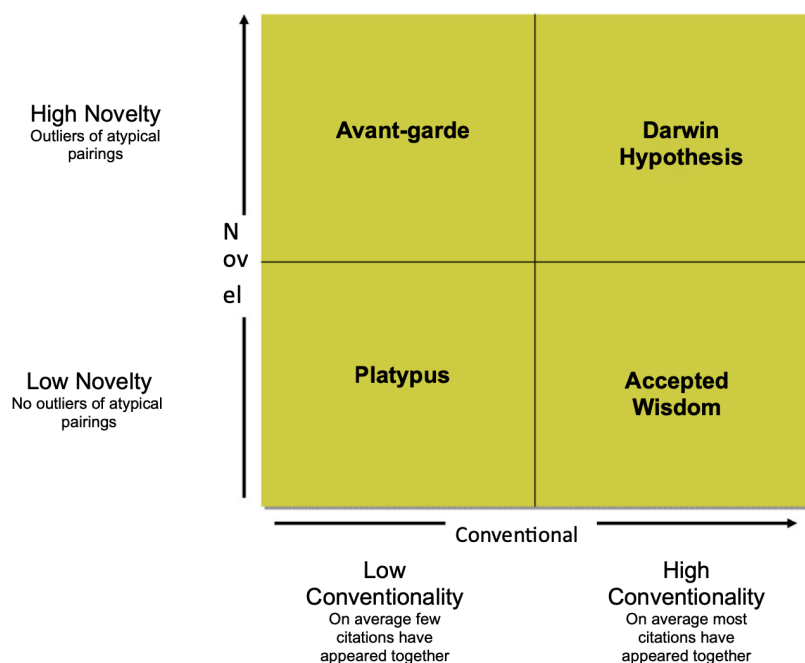 High Novelty
Outliers of atypical
pairings
Avant-garde
Darwin
Hypothesis
N
ov
el
Low Novelty
No outliers of atypical
pairings
Platypus
Accepted
Wisdom
Conventional
Low
Conventionality
On average few
citations have
appeared together
High
Conventionality
On average most
citations have
appeared together